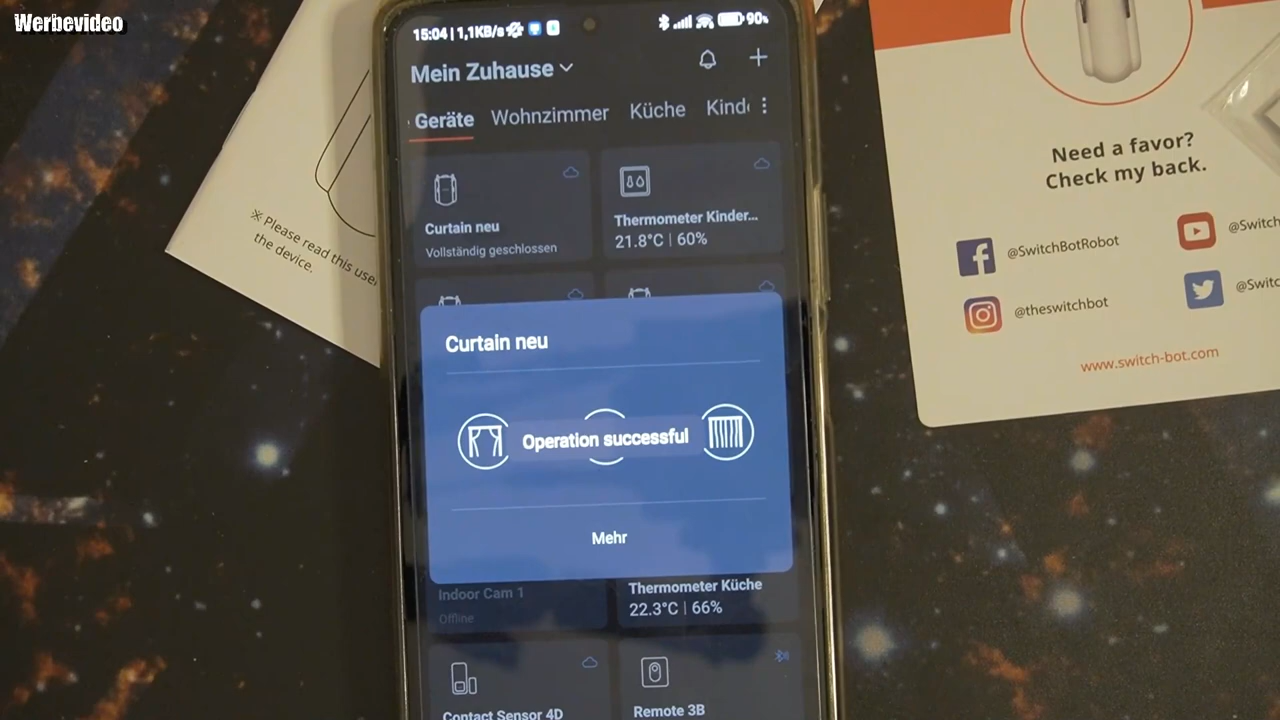 Werbevideo
15:04 | 1,1KB/s
90%
Mein Zuhause
Geräte Wohnzimmer Küche Kind
Curtain neu
Vollständig geschlossen
Thermometer Kinder...
21.8°C | 60%
Curtain neu
Operation successful
Mehr
Indoor Cam 1
Offline
Thermometer Küche
22.3°C | 66%
Contact Sensor 4D
Remote 3B
※ Please read this use
the device.
Need a favor?
Check my back.
@SwitchBotRobot
@Switch
@theswitchbot
@Switc
www.switch-bot.com